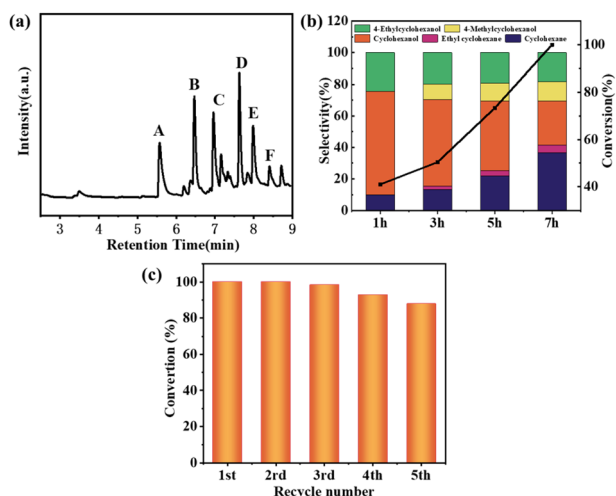 (a)
Intensity(a.u.)
A
B
C
D
E
F
3
4
5
6
7
8
9
Retention Time(min)
(b)
4-Ethylcyclohexanol 4-Methylcyclohexanol
Cyclohexanol Ethyl cyclohexane Cyclohexane
Selectivity(%)
100
80
60
40
20
0
Conversion(%)
100
80
60
40
1h 3h 5h 7h
(c)
Convertion (%)
100
80
60
40
20
0
1st 2rd 3rd 4th 5th
Recycle number